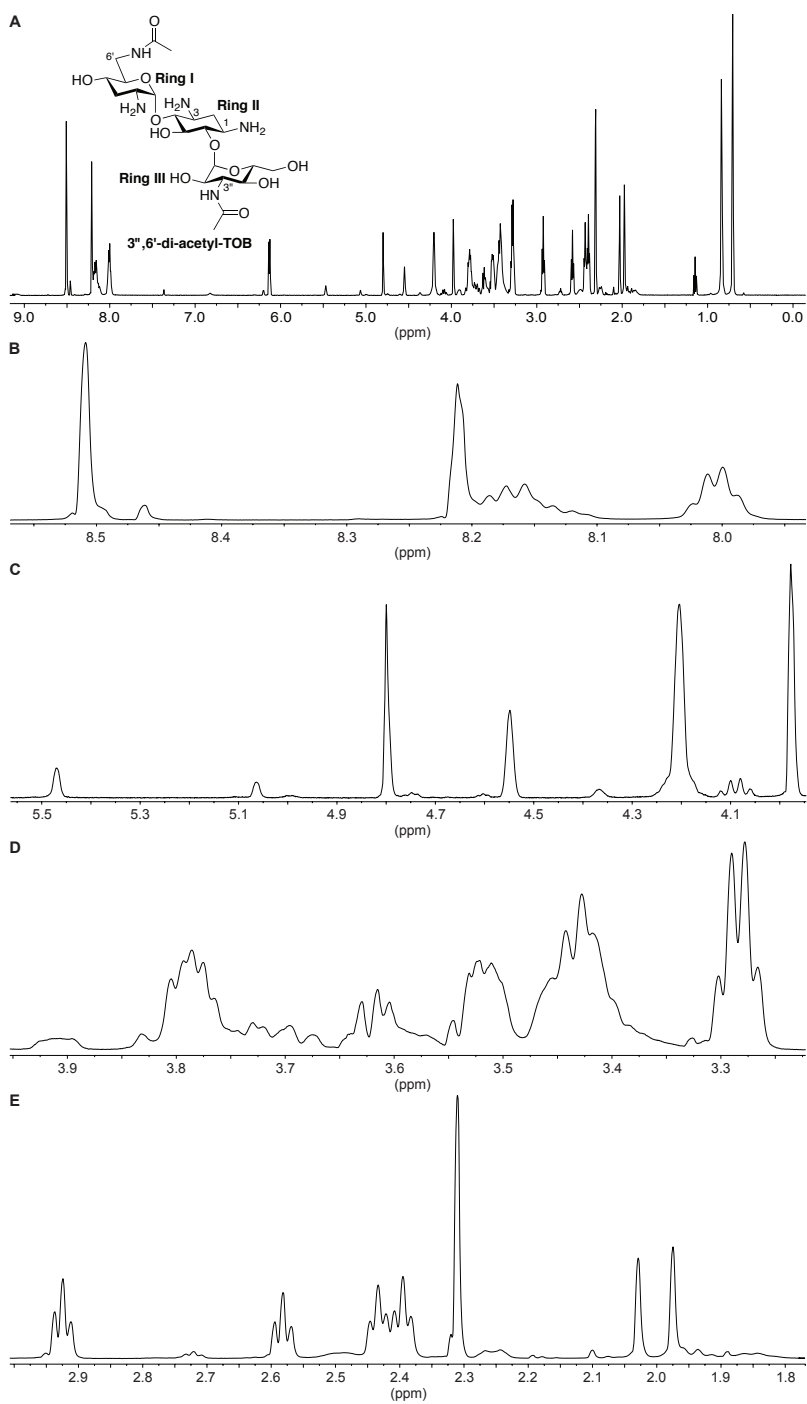 A
O
6'
NH
O
Ring I
HO
H₂N
NH₂
3
Ring II
1
O
HO
NH₂
O
O
OH
Ring III
HO
OH
HN
3"
O
3",6'-di-acetyl-TOB
9.0 8.0 7.0 6.0 5.0 4.0 3.0 2.0 1.0 0.0
(ppm)
B
8.5 8.4 8.3 8.2 8.1 8.0
(ppm)
C
5.5 5.3 5.1 4.9 4.7 4.5 4.3 4.1
(ppm)
D
3.9 3.8 3.7 3.6 3.5 3.4 3.3
(ppm)
E
2.9 2.8 2.7 2.6 2.5 2.4 2.3 2.2 2.1 2.0 1.9 1.8
(ppm)